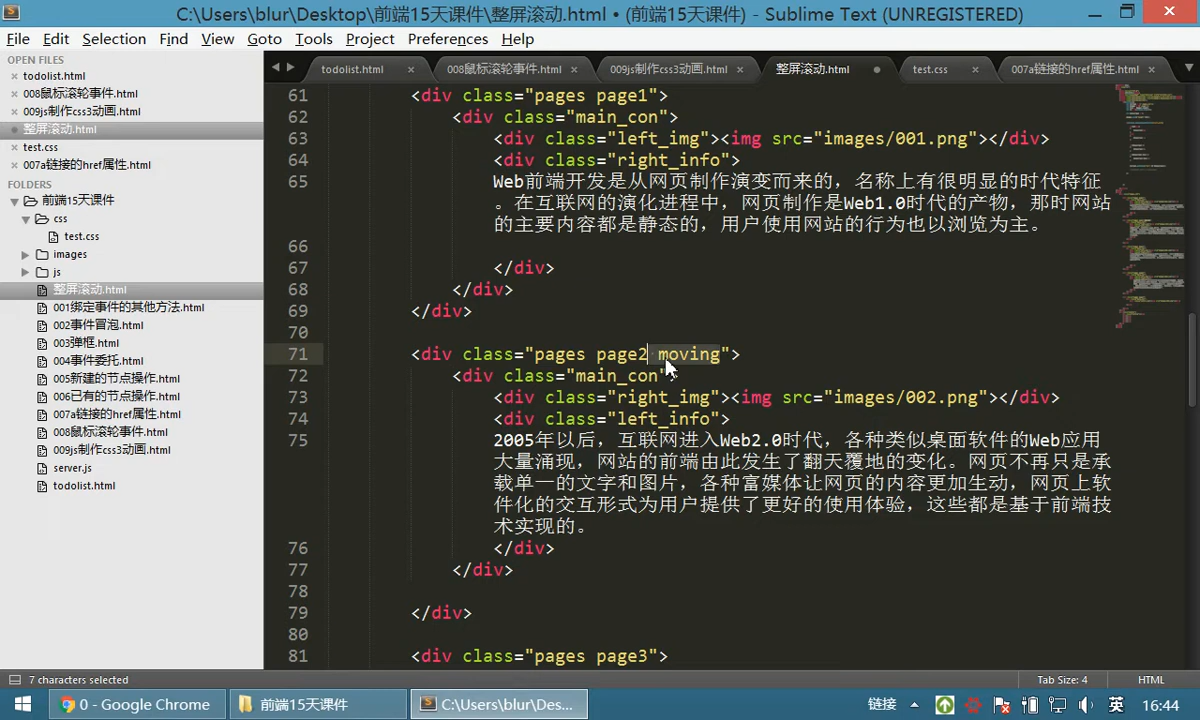 C:\Users\blur\Desktop\前端15天课件\整屏滚动.html • (前端15天课件) - Sublime Text (UNREGISTERED)
File Edit Selection Find View Goto Tools Project Preferences Help
OPEN FILES
todolist.html
008鼠标滚轮事件.html
009js制作css3动画.html
整屏滚动.html
test.css
007a链接的href属性.html
FOLDERS
前端15天课件
css
test.css
images
js
整屏滚动.html
001绑定事件的其他方法.html
002事件冒泡.html
003弹框.html
004事件委托.html
005新建的节点操作.html
006已有的节点操作.html
007a链接的href属性.html
008鼠标滚轮事件.html
009js制作css3动画.html
server.js
todolist.html
todolist.html 008鼠标滚轮事件.html 009js制作css3动画.html 整屏滚动.html test.css 007a链接的href属性.html
61 <div class="pages page1">
62 <div class="main_con">
63 <div class="left_img"><img src="images/001.png"></div>
64 <div class="right_info">
65 Web前端开发是从网页制作演变而来的，名称上有很明显的时代特征
。在互联网的演化进程中，网页制作是Web1.0时代的产物，那时网站
的主要内容都是静态的，用户使用网站的行为也以浏览为主。
66
67 </div>
68 </div>
69 </div>
70
71 <div class="pages page2 moving">
72 <div class="main_con">
73 <div class="right_img"><img src="images/002.png"></div>
74 <div class="left_info">
75 2005年以后，互联网进入Web2.0时代，各种类似桌面软件的Web应用
大量涌现，网站的前端由此发生了翻天覆地的变化。网页不再只是承
载单一的文字和图片，各种富媒体让网页的内容更加生动，网页上软
件化的交互形式为用户提供了更好的使用体验，这些都是基于前端技
术实现的。
76 </div>
77 </div>
78
79 </div>
80
81 <div class="pages page3">
7 characters selected Tab Size: 4 HTML
0 - Google Chrome 前端15天课件 C:\Users\blur\Des... 链接 英 16:44